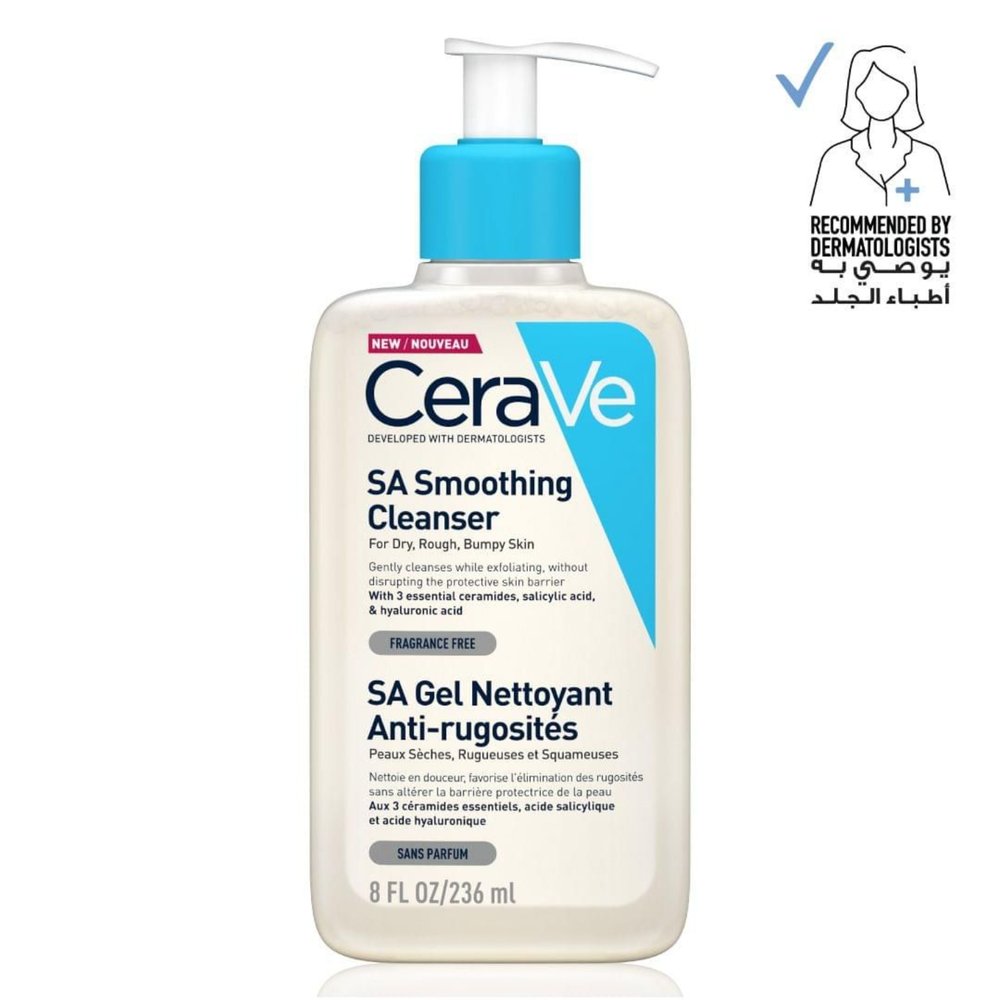 RECOMMENDED BY
DERMATOLOGISTS
يوصي به
أطباء الجلد
NEW / NOUVEAU
CeraVe
DEVELOPED WITH DERMATOLOGISTS
SA Smoothing
Cleanser
For Dry, Rough, Bumpy Skin
Gently cleanses while exfoliating, without
disrupting the protective skin barrier
With 3 essential ceramides, salicylic acid,
& hyaluronic acid
FRAGRANCE FREE
SA Gel Nettoyant
Anti-rugosités
Peaux Sèches, Rugueuses et Squameuses
Nettoie en douceur, favorise l'élimination des rugosités
sans altérer la barrière protectrice de la peau
Aux 3 céramides essentiels, acide salicylique
et acide hyaluronique
SANS PARFUM
8 FL OZ/236 ml